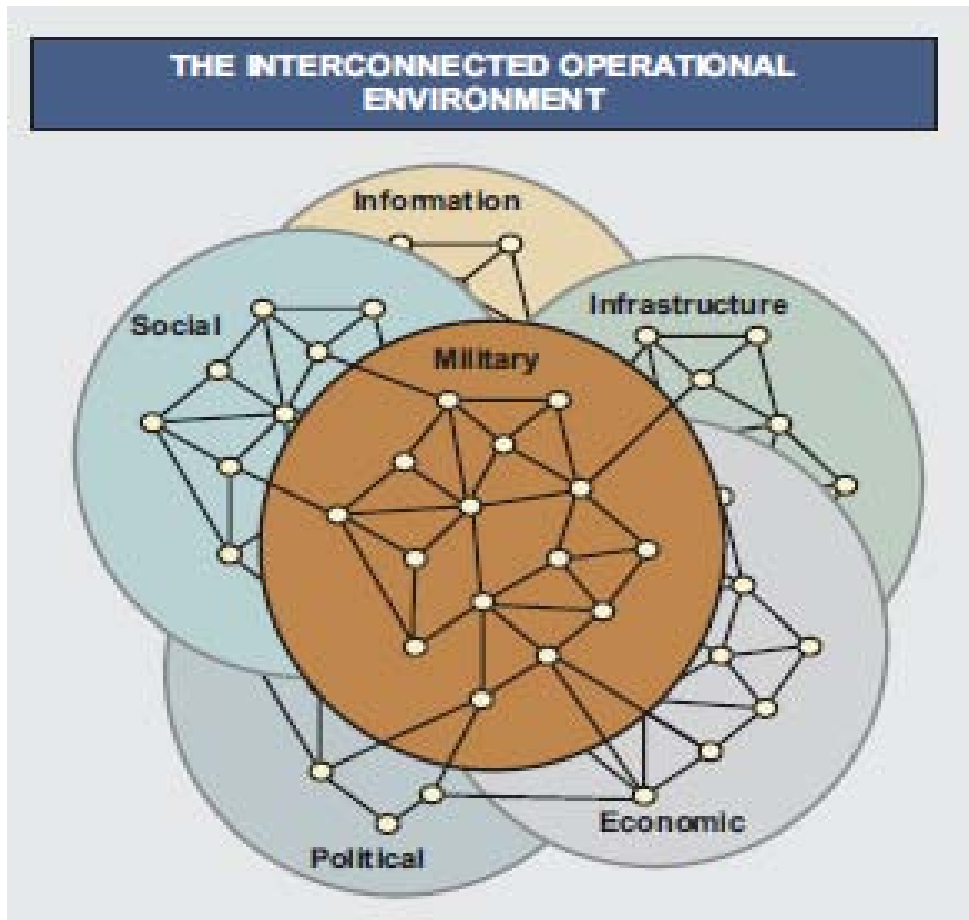 THE INTERCONNECTED OPERATIONAL
ENVIRONMENT
Information
Infrastructure
Social
Military
Economic
Political